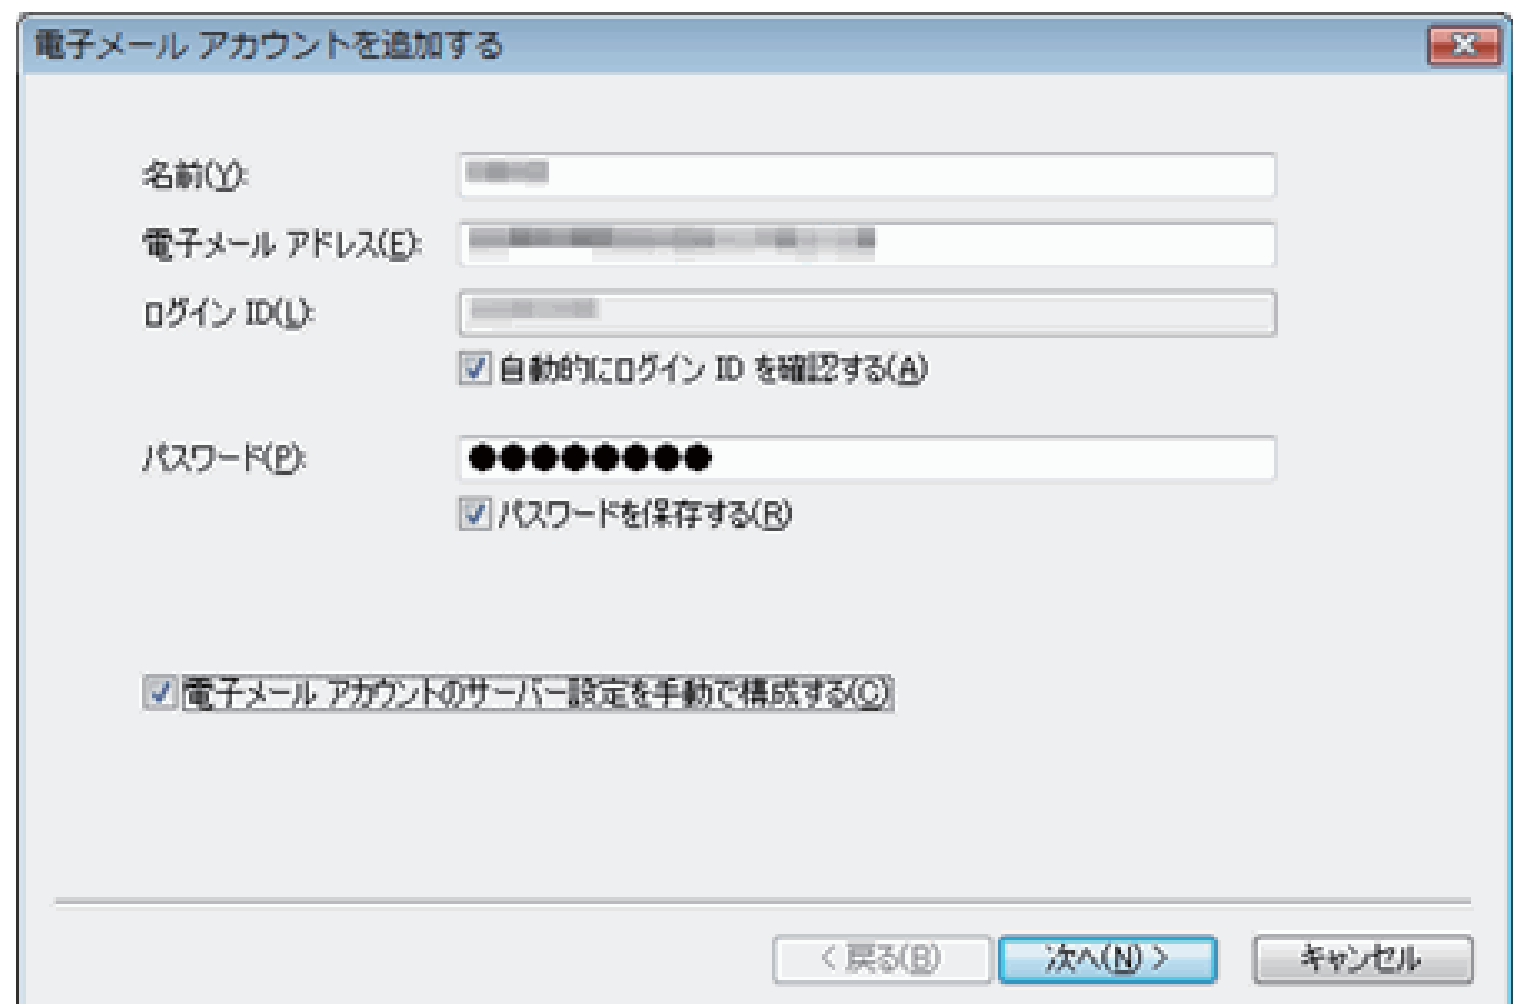 電子メール アカウントを追加する
名前(Y):
電子メール アドレス(E):
ログイン ID(L):
自動的にログイン ID を確認する(A)
パスワード(P): ●●●●●●●●
パスワードを保存する(R)
電子メール アカウントのサーバー設定を手動で構成する(C)
< 戻る(B) 次へ(N) > キャンセル